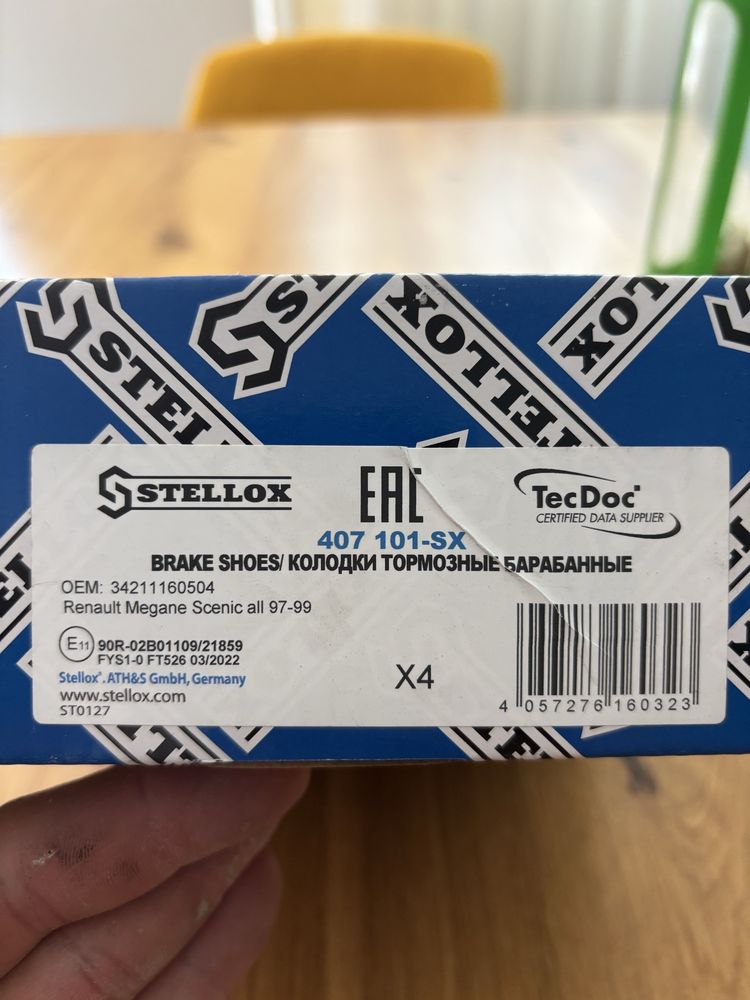 STELLOX
STELLOX
STELLOX
EAC
TecDoc
CERTIFIED DATA SUPPLIER
407 101-SX
BRAKE SHOES/ КОЛОДКИ ТОРМОЗНЫЕ БАРАБАННЫЕ
OEM: 34211160504
Renault Megane Scenic all 97-99
E11 90R-02B01109/21859
FYS1-0 FT526 03/2022
Stellox®. ATH&S GmbH, Germany
www.stellox.com
ST0127
X4
4 057276 160323